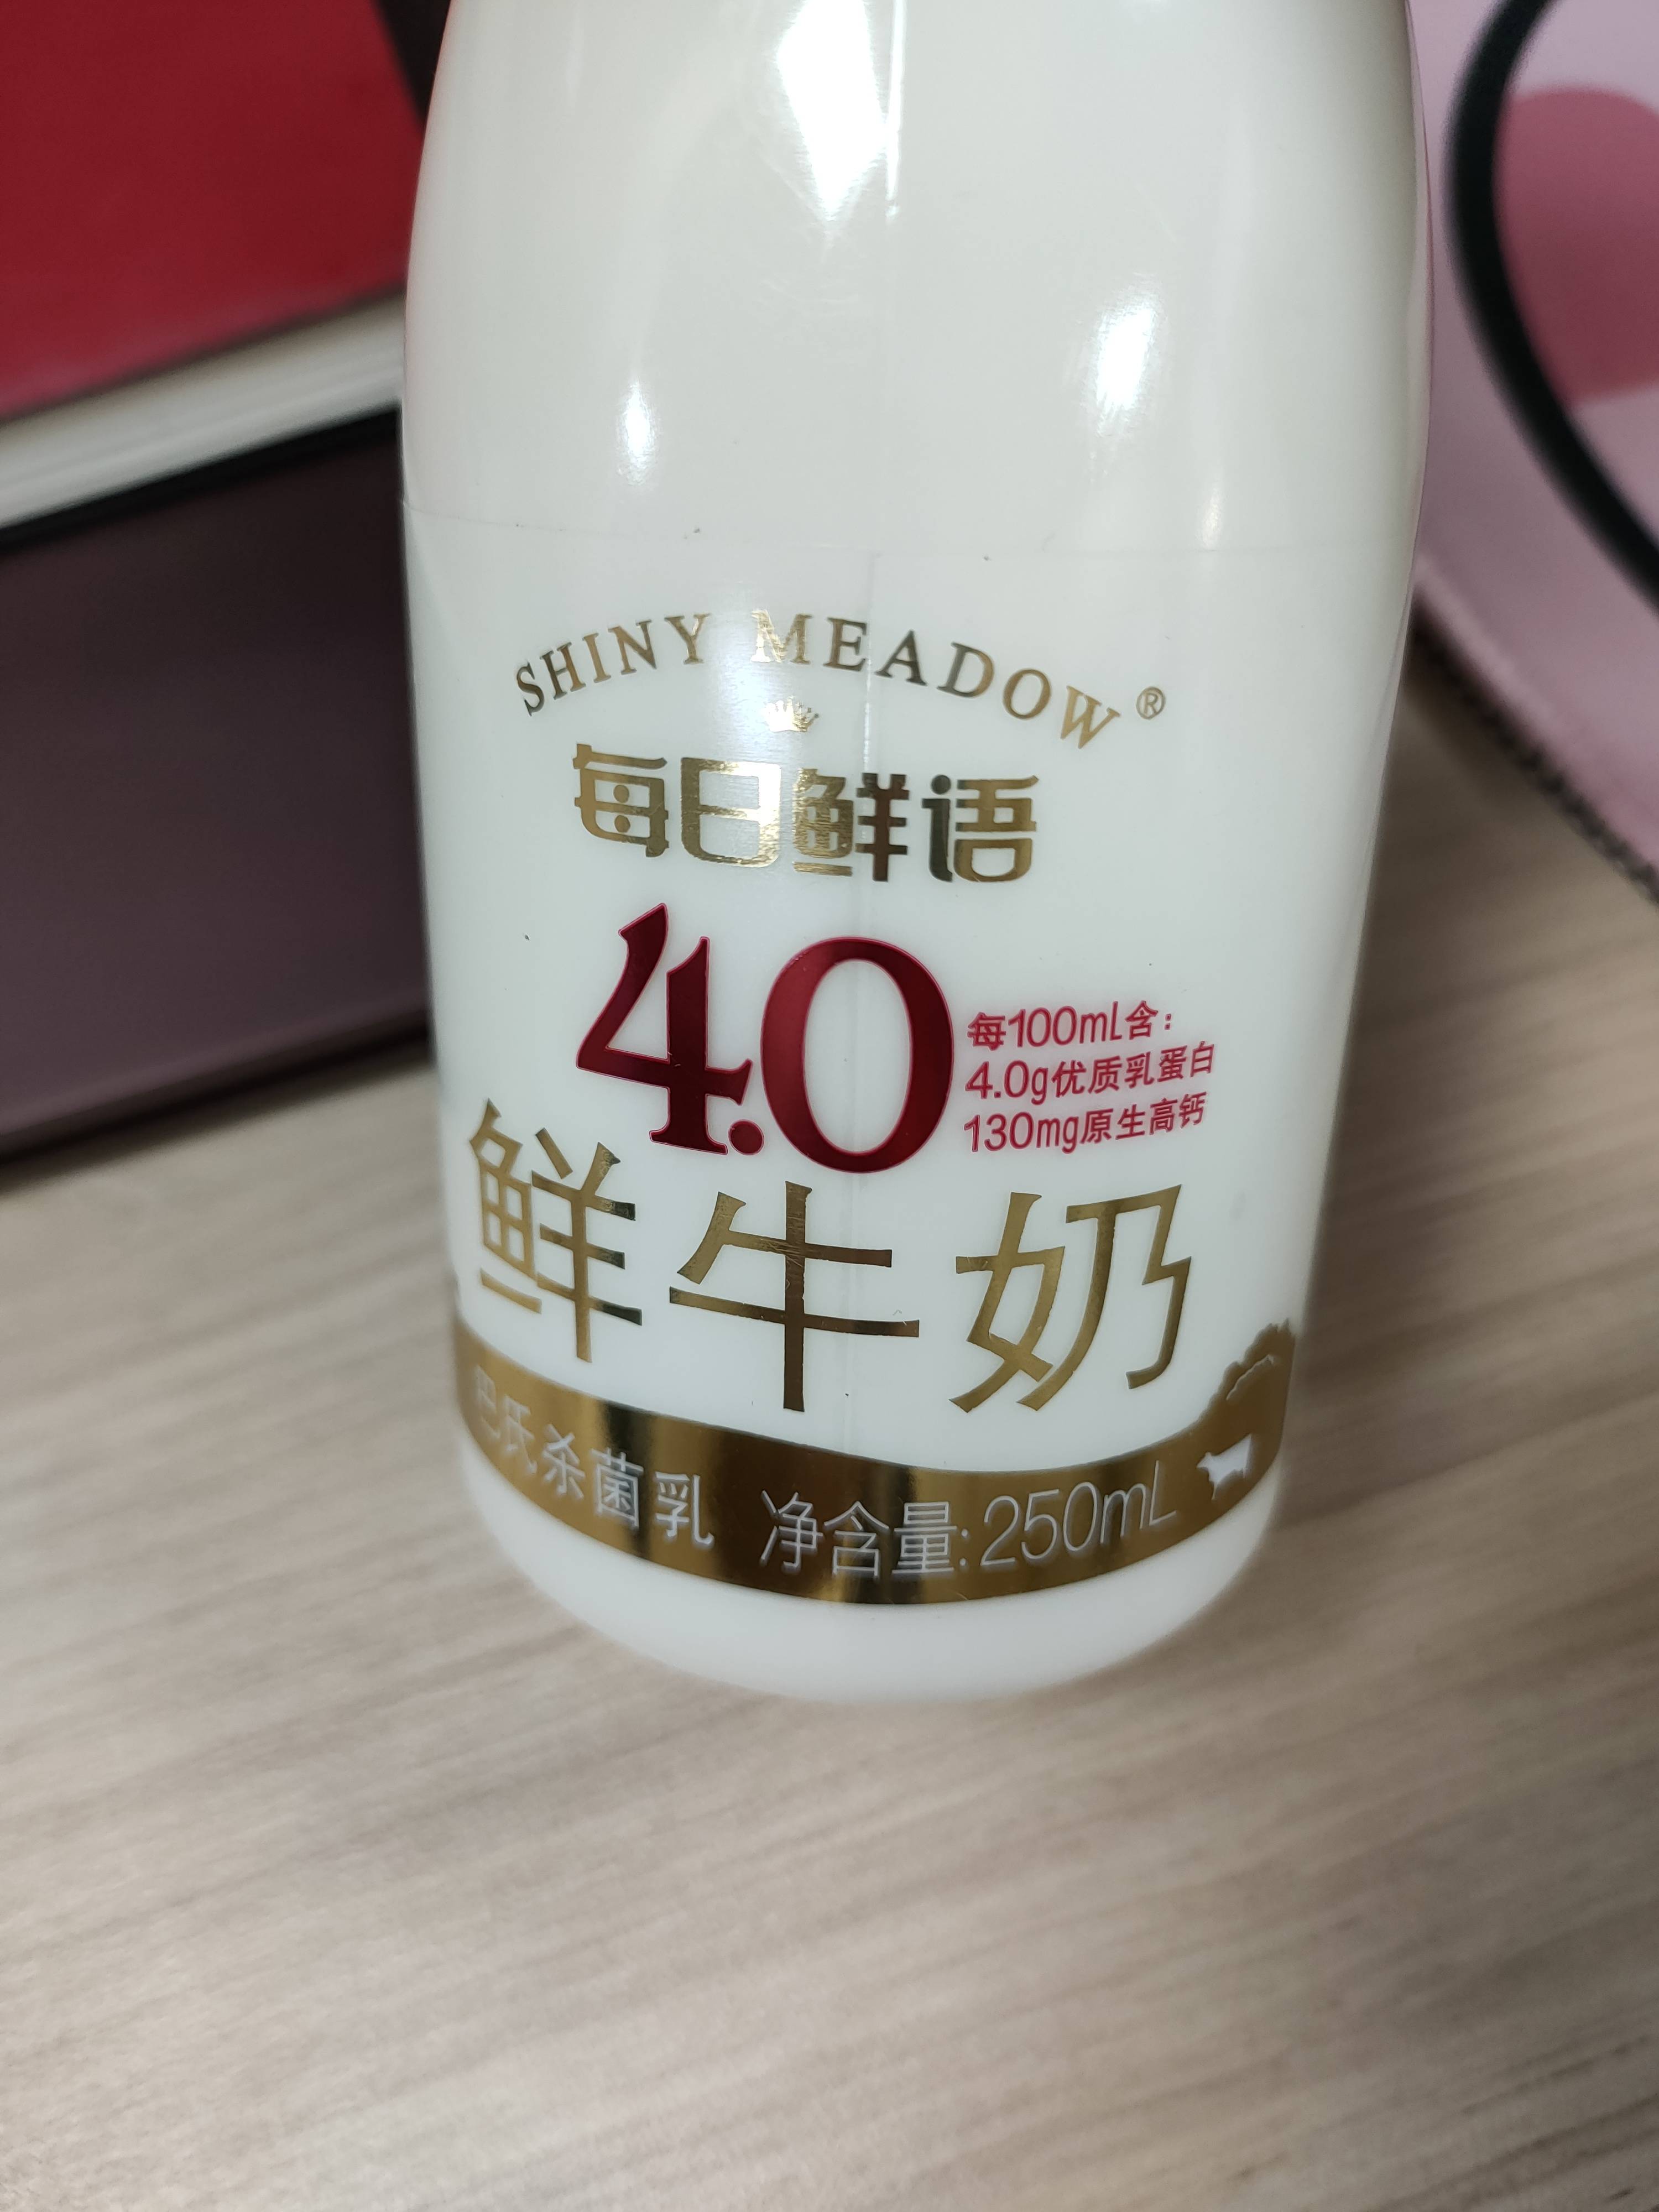 SHINY MEADOW®
每日鲜语
4.0
每100mL含：
4.0g优质乳蛋白
130mg原生高钙
鲜牛奶
巴氏杀菌乳 净含量:250mL